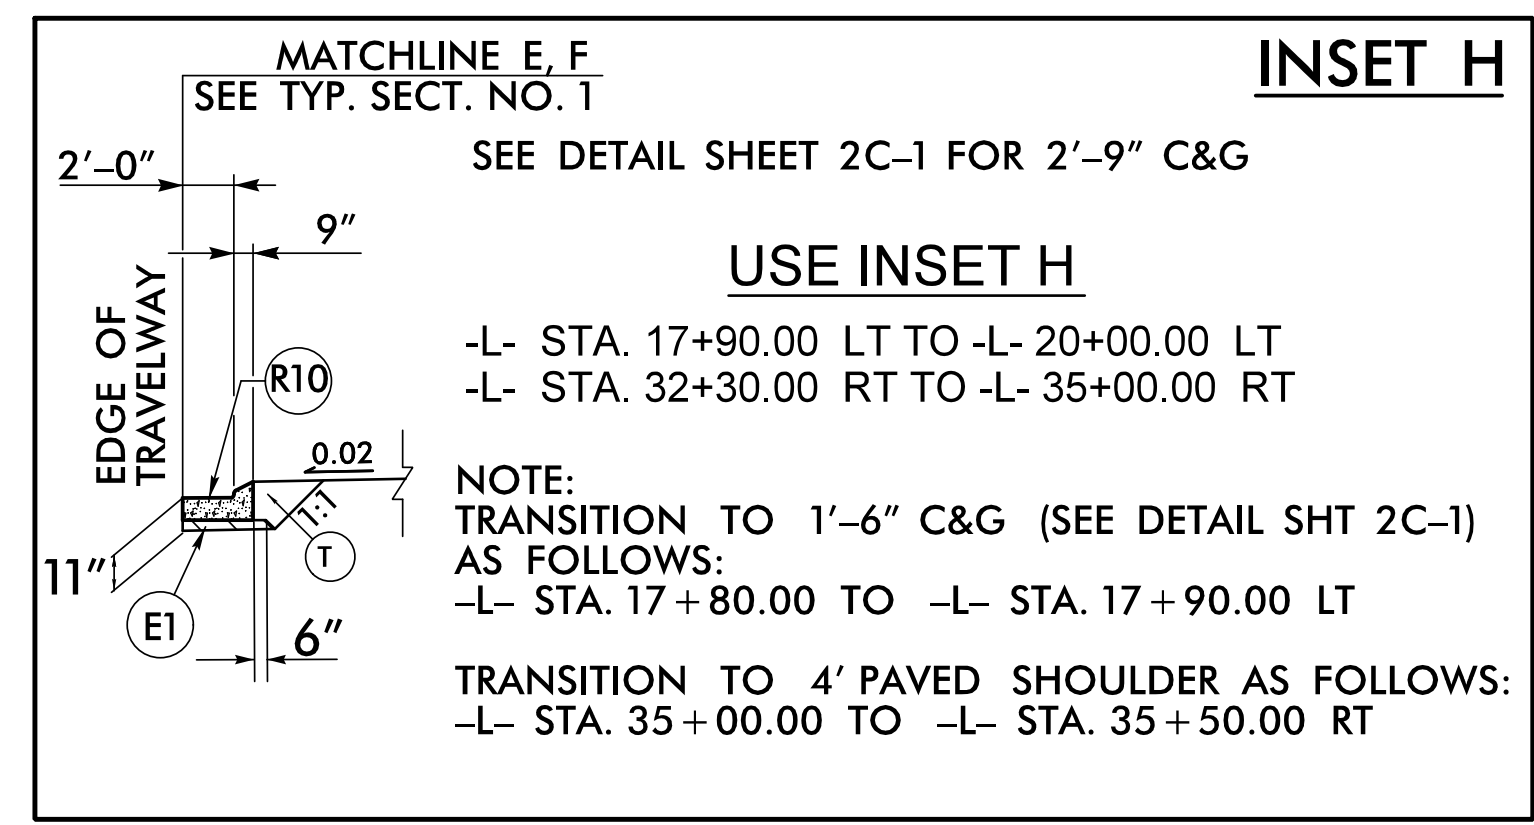 MATCHLINE E, F
SEE TYP. SECT. NO. 1
INSET H
2'–0"
SEE DETAIL SHEET 2C–1 FOR 2'–9" C&G
9"
USE INSET H
EDGE OF
TRAVELWAY
-L- STA. 17+90.00 LT TO -L- 20+00.00 LT
-L- STA. 32+30.00 RT TO -L- 35+00.00 RT
R10
0.02
1:1
T
11"
E1
6"
NOTE:
TRANSITION TO 1'–6" C&G (SEE DETAIL SHT 2C–1)
AS FOLLOWS:
–L– STA. 17+80.00 TO –L– STA. 17+90.00 LT
TRANSITION TO 4' PAVED SHOULDER AS FOLLOWS:
–L– STA. 35+00.00 TO –L– STA. 35+50.00 RT